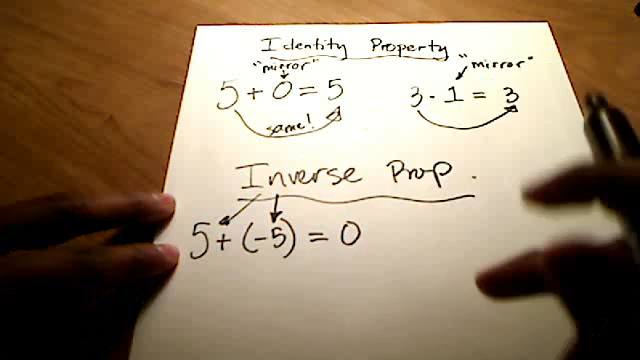 Identity Property
"mirror" "mirror"
5 + 0 = 5 3 · 1 = 3
same!
Inverse Prop.
5 + (-5) = 0